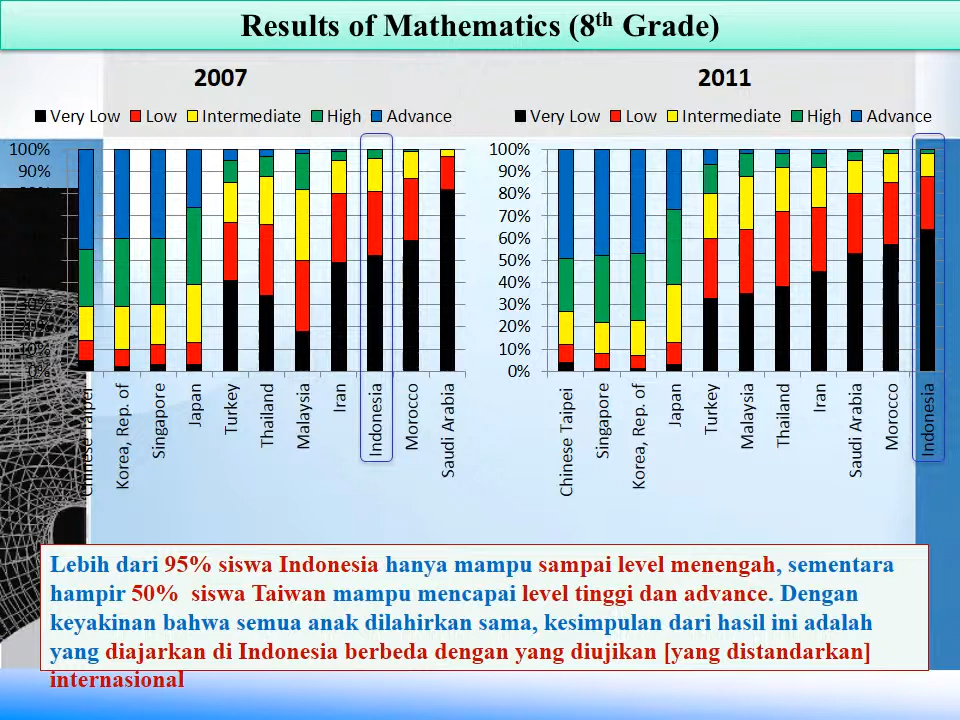 Results of Mathematics (8th Grade)
2007
Very Low Low Intermediate High Advance
100%
90%
0%
Chinese Taipei
Korea, Rep. of
Singapore
Japan
Turkey
Thailand
Malaysia
Iran
Indonesia
Morocco
Saudi Arabia
2011
Very Low Low Intermediate High Advance
100%
90%
80%
70%
60%
50%
40%
30%
20%
10%
0%
Chinese Taipei
Singapore
Korea, Rep. of
Japan
Turkey
Malaysia
Thailand
Iran
Saudi Arabia
Morocco
Indonesia
Lebih dari 95% siswa Indonesia hanya mampu sampai level menengah, sementara
hampir 50% siswa Taiwan mampu mencapai level tinggi dan advance. Dengan
keyakinan bahwa semua anak dilahirkan sama, kesimpulan dari hasil ini adalah
yang diajarkan di Indonesia berbeda dengan yang diujikan [yang distandarkan]
internasional